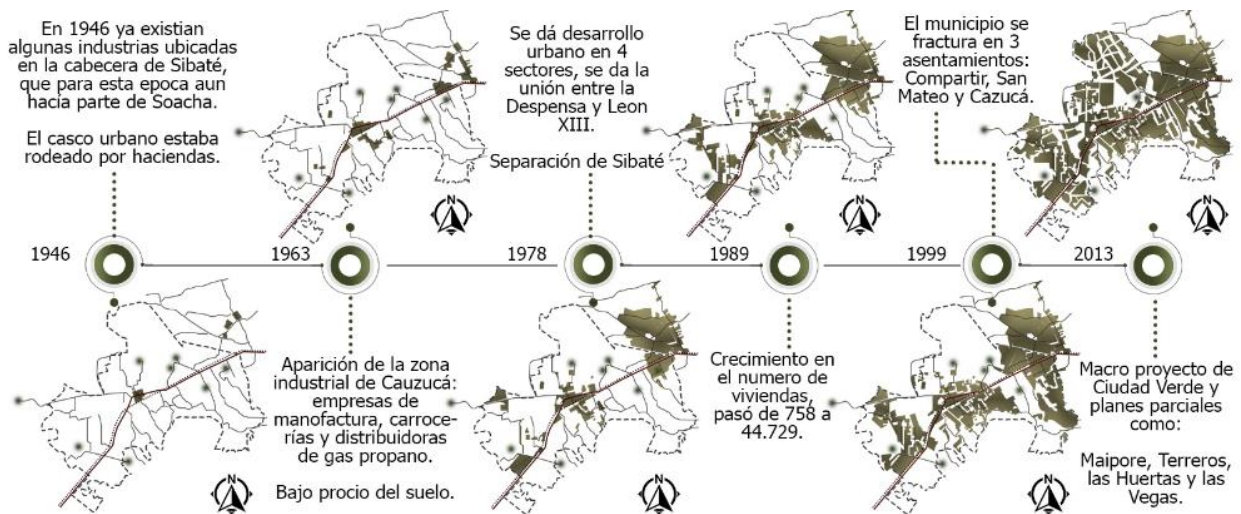 En 1946 ya existian
algunas industrias ubicadas
en la cabecera de Sibaté,
que para esta epoca aun
hacía parte de Soacha.
El casco urbano estaba
rodeado por haciendas.
1946
N
N
1963
Aparición de la zona
industrial de Cauzucá:
empresas de
manufactura, carroce-
rías y distribuidoras
de gas propano.
Bajo procio del suelo.
Se dá desarrollo
urbano en 4
sectores, se da la
unión entre la
Despensa y Leon
XIII.
Separación de Sibaté
1978
N
N
1989
Crecimiento en
el numero de
viviendas,
pasó de 758 a
44.729.
El municipio se
fractura en 3
asentamientos:
Compartir, San
Mateo y Cazucá.
1999
N
N
2013
Macro proyecto de
Ciudad Verde y
planes parciales
como:
Maipore, Terreros,
las Huertas y las
Vegas.